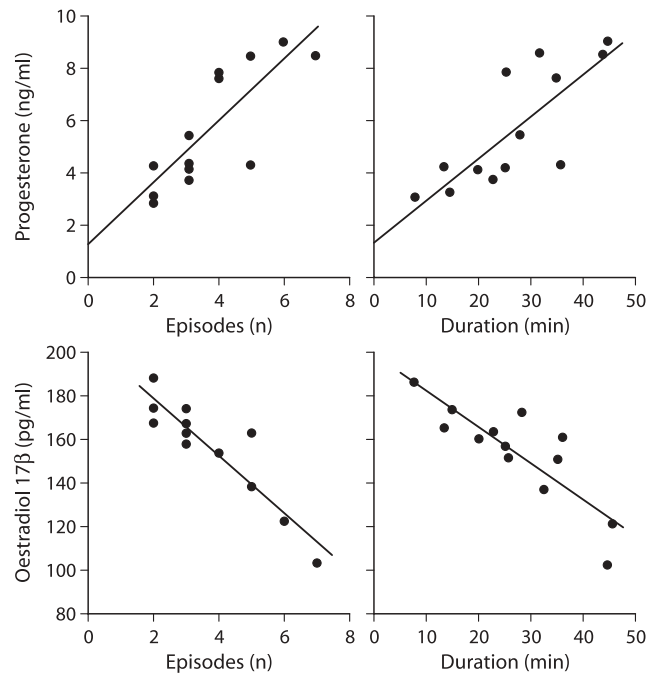 Progesterone (ng/ml)
10
8
6
4
2
0
0 2 4 6 8
Episodes (n)
0 10 20 30 40 50
Duration (min)
Oestradiol 17β (pg/ml)
200
180
160
140
120
100
80
0 2 4 6 8
Episodes (n)
0 10 20 30 40 50
Duration (min)